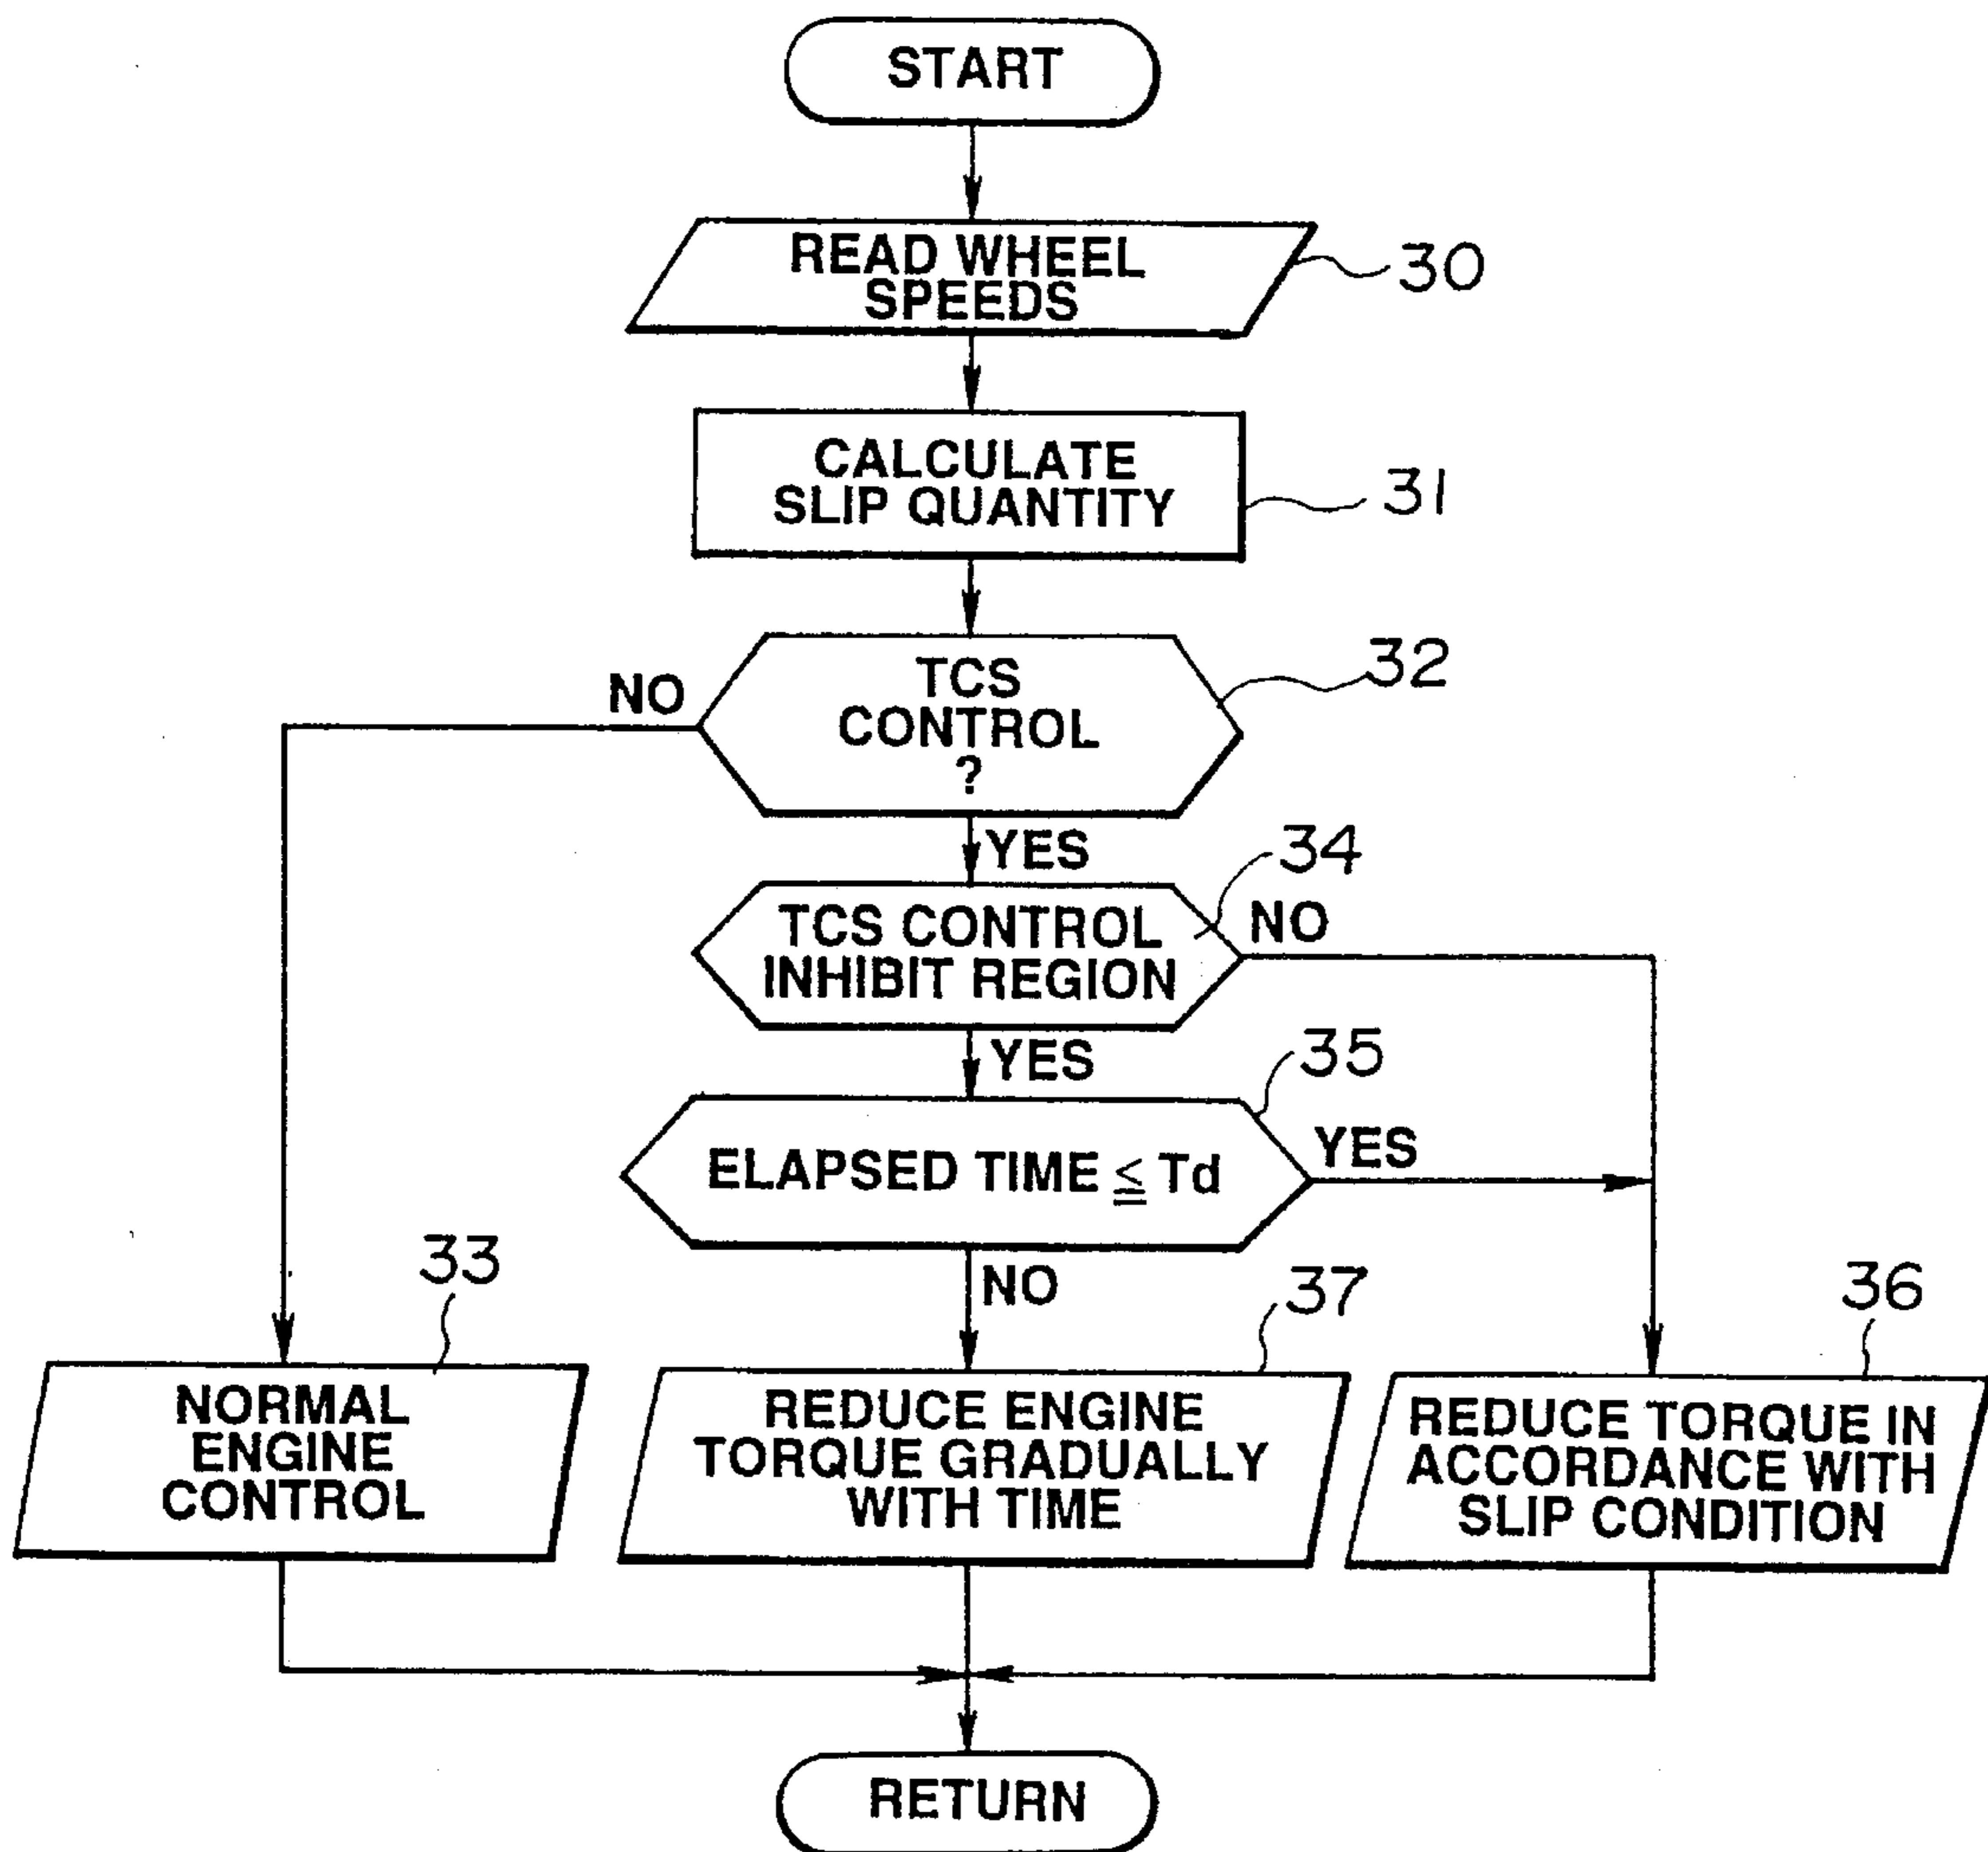 START
READ WHEEL
SPEEDS
30
CALCULATE
SLIP QUANTITY
31
TCS
CONTROL
?
32
NO
YES
34
TCS CONTROL
INHIBIT REGION
NO
YES
35
ELAPSED TIME ≦ Td
YES
NO
33
37
36
NORMAL
ENGINE
CONTROL
REDUCE ENGINE
TORQUE GRADUALLY
WITH TIME
REDUCE TORQUE IN
ACCORDANCE WITH
SLIP CONDITION
RETURN